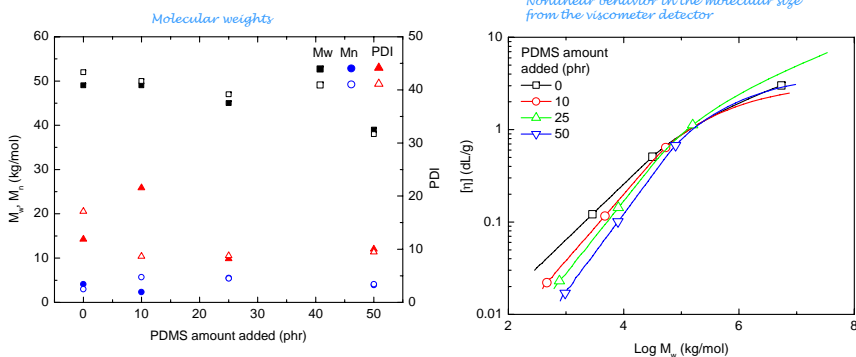 Molecular weights
60
50
40
30
20
10
0
50
40
30
20
10
0
Mw Mn PDI
M_w, M_n (kg/mol)
PDI
0 10 20 30 40 50
PDMS amount added (phr)
Nonlinear behavior in the molecular size
from the viscometer detector
PDMS amount
added (phr)
0
10
25
50
10
1
0.1
0.01
[η] (dL/g)
2 4 6 8
Log M_w (kg/mol)